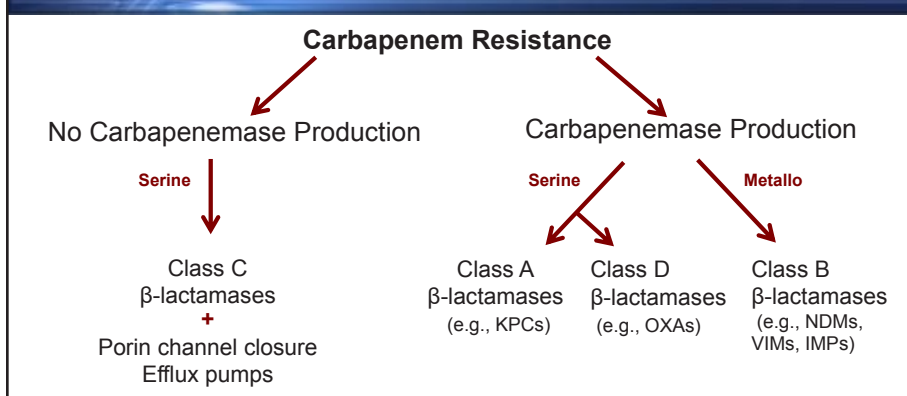 Carbapenem Resistance
No Carbapenemase Production
Carbapenemase Production
Serine
Serine
Metallo
Class C
β-lactamases
+
Porin channel closure
Efflux pumps
Class A
β-lactamases
(e.g., KPCs)
Class D
β-lactamases
(e.g., OXAs)
Class B
β-lactamases
(e.g., NDMs,
VIMs, IMPs)